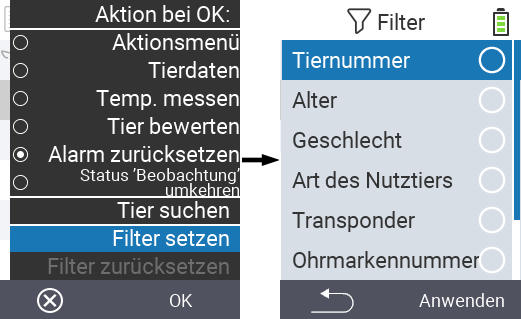 Aktion bei OK:
Aktionsmenü
Tierdaten
Temp. messen
Tier bewerten
Alarm zurücksetzen
Status 'Beobachtung'
umkehren
Tier suchen
Filter setzen
Filter zurücksetzen
OK
Filter
Tiernummer
Alter
Geschlecht
Art des Nutztiers
Transponder
Ohrmarkennummer
Anwenden